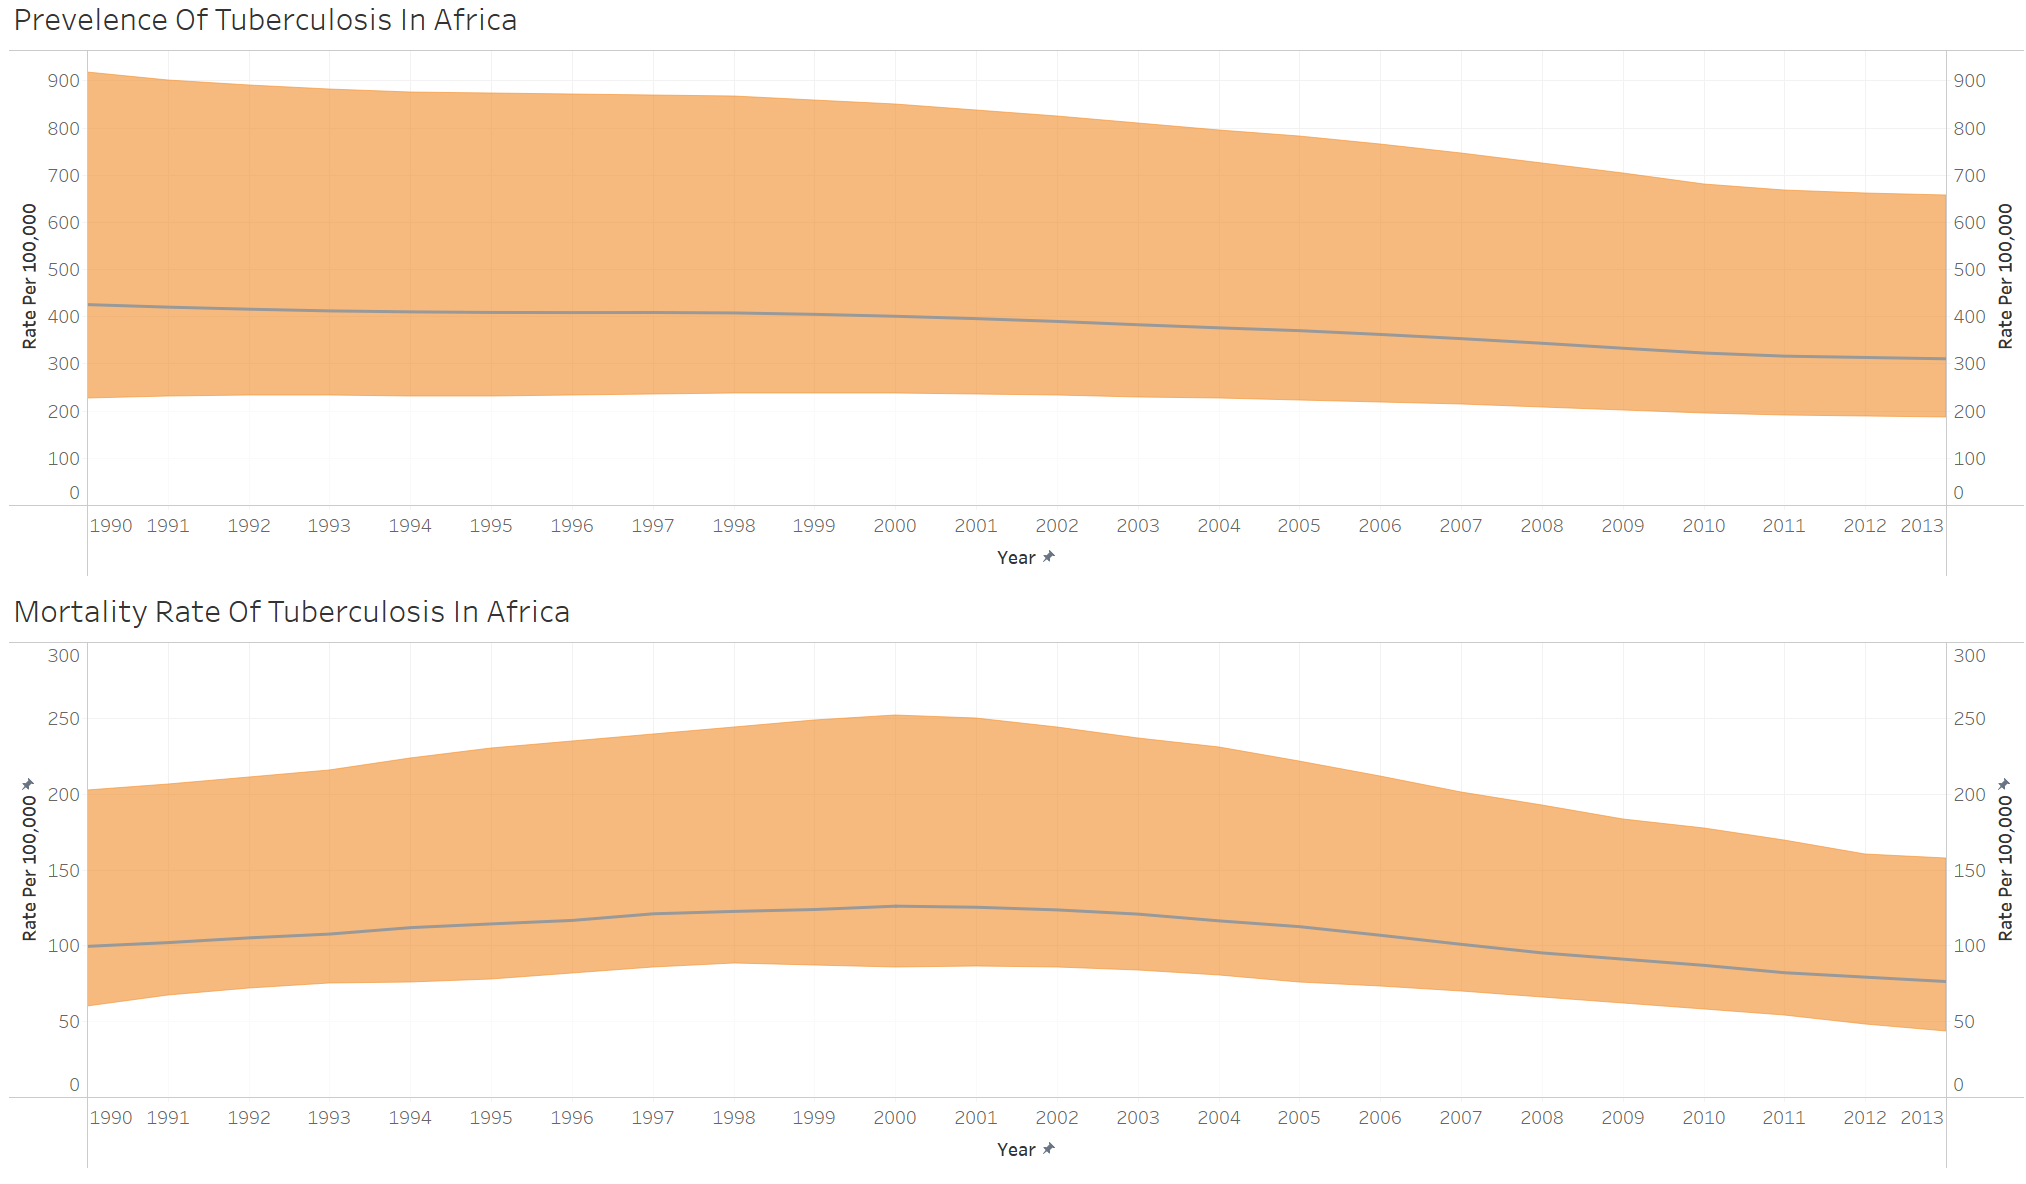 Prevelence Of Tuberculosis In Africa
Rate Per 100,000
900 900
800 800
700 700
600 600
500 500
400 400
300 300
200 200
100 100
0 0
Rate Per 100,000
1990 1991 1992 1993 1994 1995 1996 1997 1998 1999 2000 2001 2002 2003 2004 2005 2006 2007 2008 2009 2010 2011 2012 2013
Year
Mortality Rate Of Tuberculosis In Africa
Rate Per 100,000
300 300
250 250
200 200
150 150
100 100
50 50
0 0
Rate Per 100,000
1990 1991 1992 1993 1994 1995 1996 1997 1998 1999 2000 2001 2002 2003 2004 2005 2006 2007 2008 2009 2010 2011 2012 2013
Year